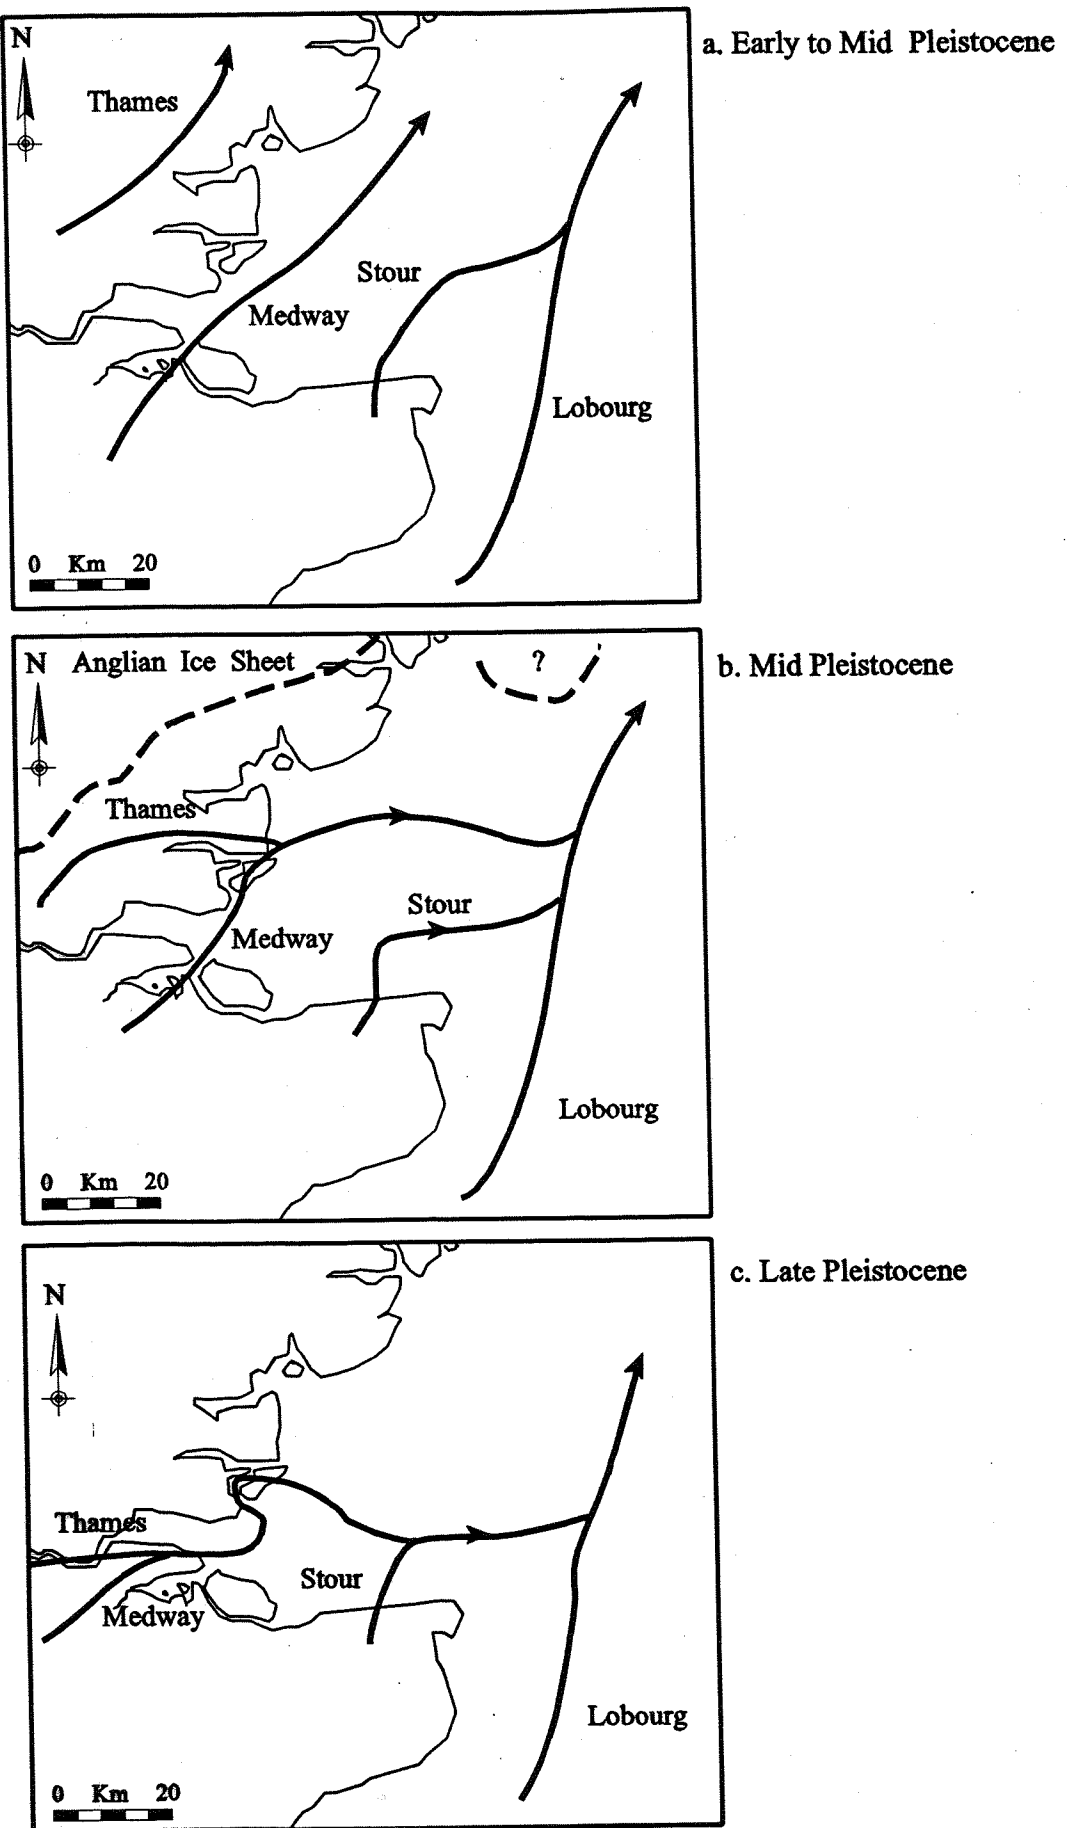 a. Early to Mid Pleistocene
N
Thames
Stour
Medway
Lobourg
0 Km 20
b. Mid Pleistocene
N Anglian Ice Sheet
?
Thames
Stour
Medway
Lobourg
0 Km 20
c. Late Pleistocene
N
Thames
Stour
Medway
Lobourg
0 Km 20